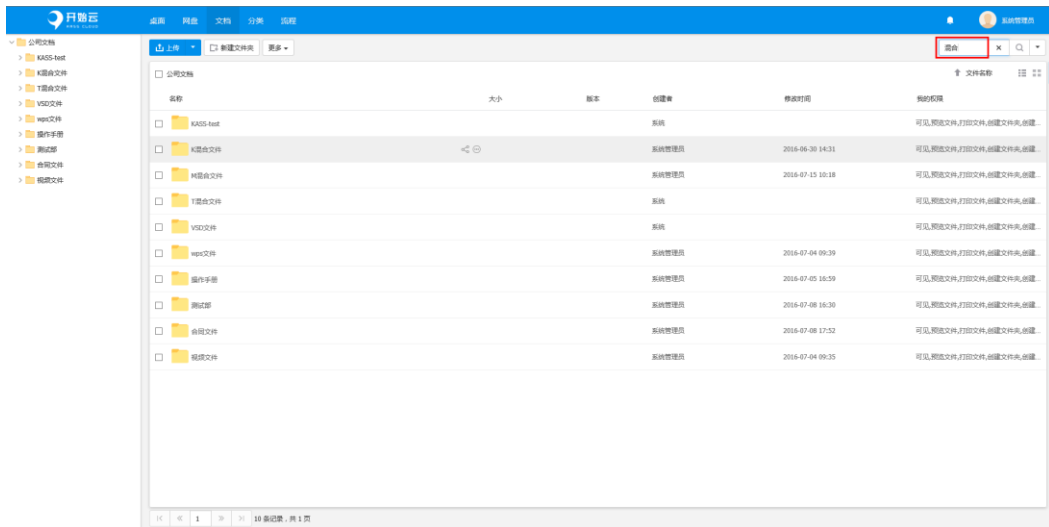 开始云
桌面 网盘 文档 分类 流程 系统管理员
公司文档
KASS-test
K混合文件
T混合文件
VSD文件
wps文件
操作手册
测试部
合同文件
视频文件
上传 新建文件夹 更多 混合
公司文档 文件名称
名称 大小 版本 创建者 修改时间 我的权限
KASS-test 系统 可见,预览文件,打印文件,创建文件夹,创建...
K混合文件 系统管理员 2016-06-30 14:31 可见,预览文件,打印文件,创建文件夹,创建...
M混合文件 系统管理员 2016-07-15 10:18 可见,预览文件,打印文件,创建文件夹,创建...
T混合文件 系统 可见,预览文件,打印文件,创建文件夹,创建...
VSD文件 系统 可见,预览文件,打印文件,创建文件夹,创建...
wps文件 系统管理员 2016-07-04 09:39 可见,预览文件,打印文件,创建文件夹,创建...
操作手册 系统管理员 2016-07-05 16:59 可见,预览文件,打印文件,创建文件夹,创建...
测试部 系统管理员 2016-07-08 16:30 可见,预览文件,打印文件,创建文件夹,创建...
合同文件 系统管理员 2016-07-08 17:52 可见,预览文件,打印文件,创建文件夹,创建...
视频文件 系统管理员 2016-07-04 09:35 可见,预览文件,打印文件,创建文件夹,创建...
1 10 条记录，共 1 页